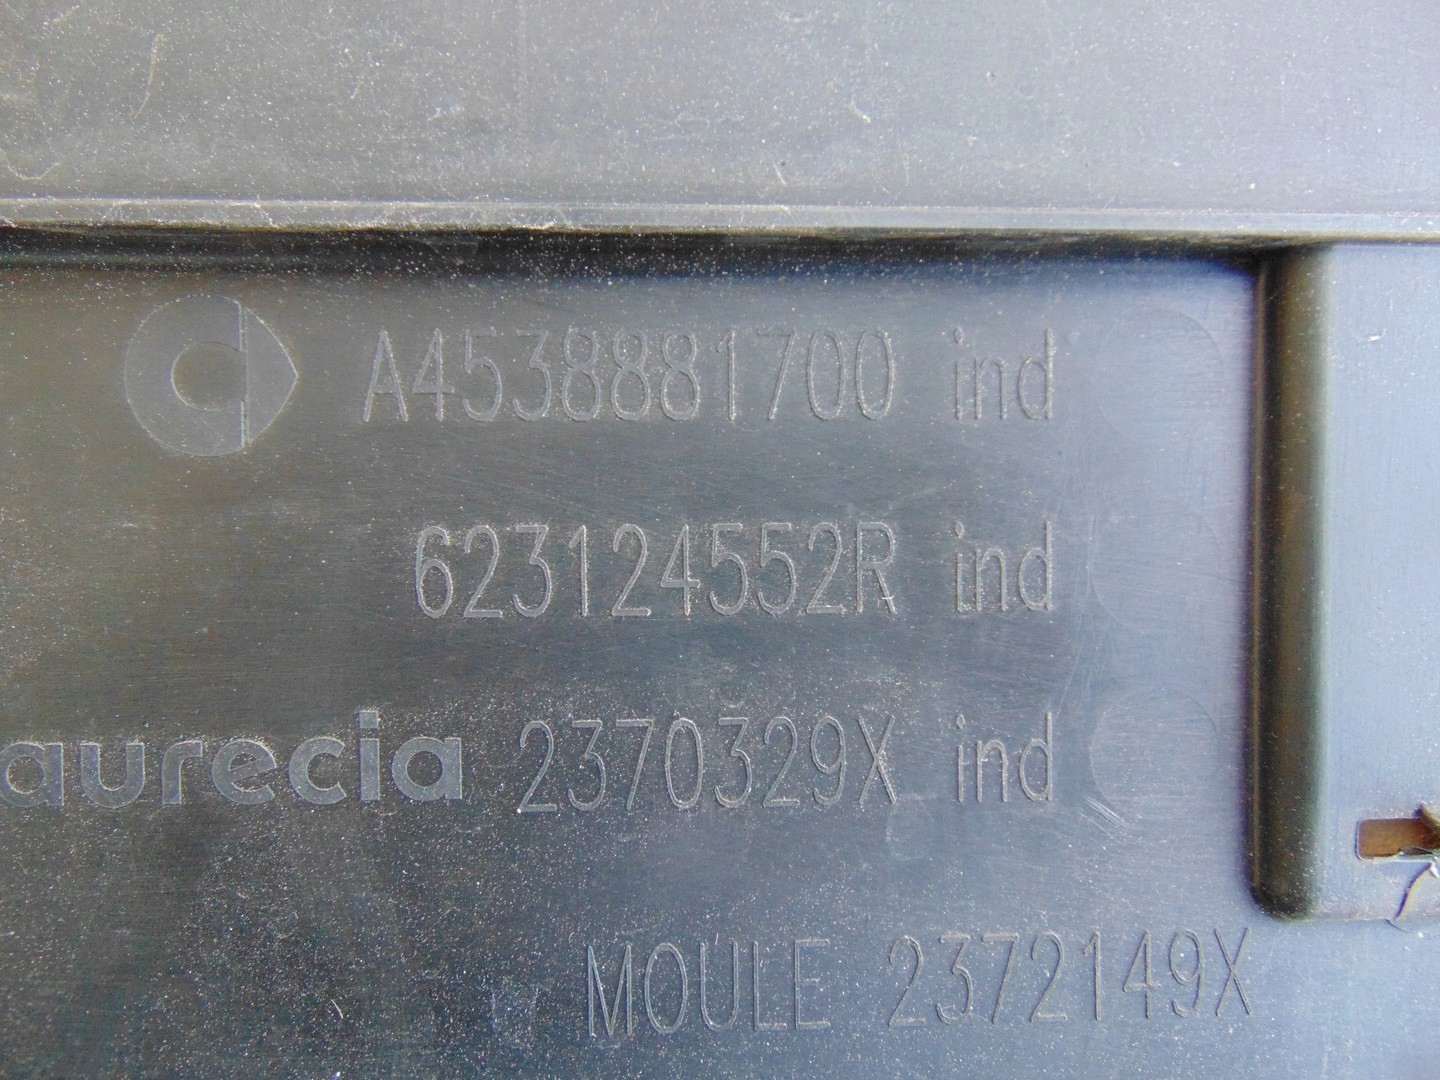 A4538881700 ind
623124552R ind
aurecia 2370329X ind
MOULE 2372149X